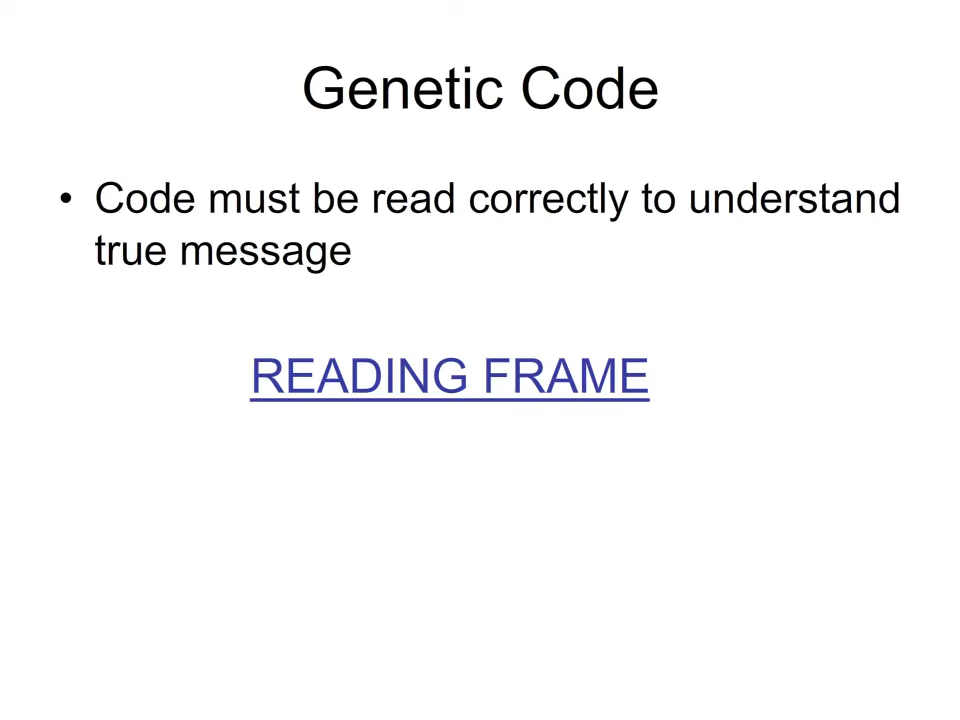 Genetic Code
• Code must be read correctly to understand
true message
READING FRAME